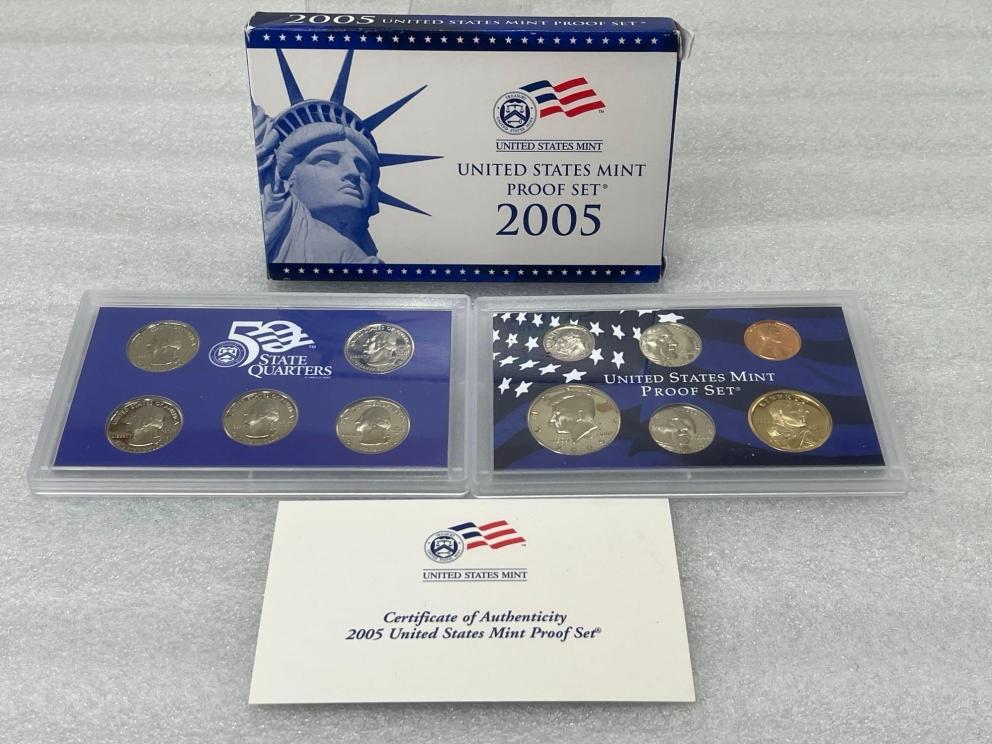 2005 UNITED STATES MINT PROOF SET®
UNITED STATES MINT
UNITED STATES MINT
PROOF SET®
2005
50
STATE
QUARTERS
UNITED STATES MINT
PROOF SET®
LIBERTY
UNITED STATES MINT
Certificate of Authenticity
2005 United States Mint Proof Set®